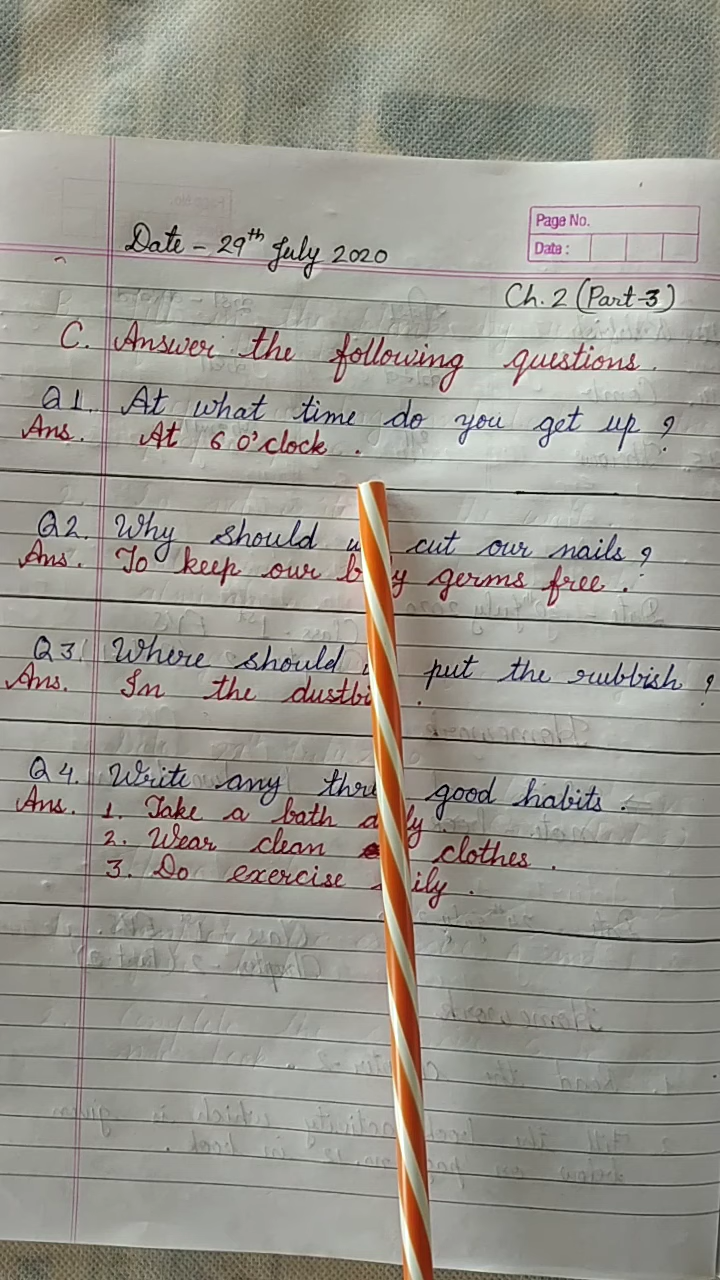 Page No.
Date:
Date - 29th July 2020
Ch. 2 (Part-3)
C. Answer the following questions.
Q1. At what time do you get up ?
Ans. At 6 o'clock .
Q2. Why should cut our nails ?
Ans. To keep our germs free .
Q3. Where should put the rubbish ?
Ans. In the
Q4. Write any good habits .
Ans. 1. Take a bath
2. Wear clean clothes .
3. Do exercise